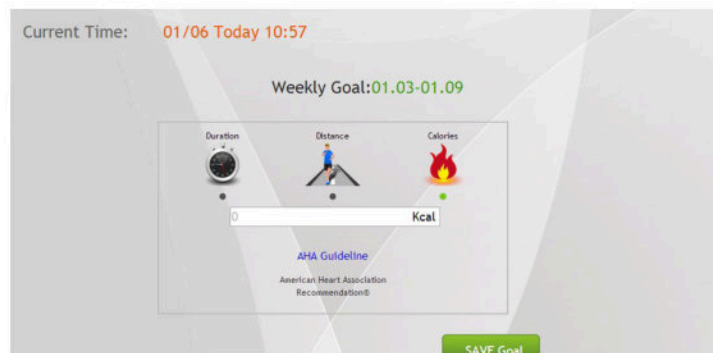 Current Time: 01/06 Today 10:57
Weekly Goal:01.03-01.09
Duration Distance Calories
0 Kcal
AHA Guideline
American Heart Association
Recommendation®
SAVE Goal